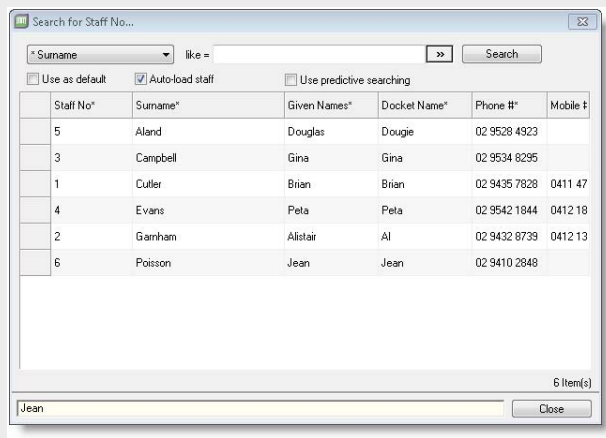 Search for Staff No...
* Surname like = » Search
Use as default Auto-load staff Use predictive searching
Staff No* Surname* Given Names* Docket Name* Phone #* Mobile #
5 Aland Douglas Dougie 02 9528 4923
3 Campbell Gina Gina 02 9534 8295
1 Cutler Brian Brian 02 9435 7828 0411 47
4 Evans Peta Peta 02 9542 1844 0412 18
2 Garnham Alistair Al 02 9432 8739 0412 13
6 Poisson Jean Jean 02 9410 2848
6 Item(s)
Jean Close